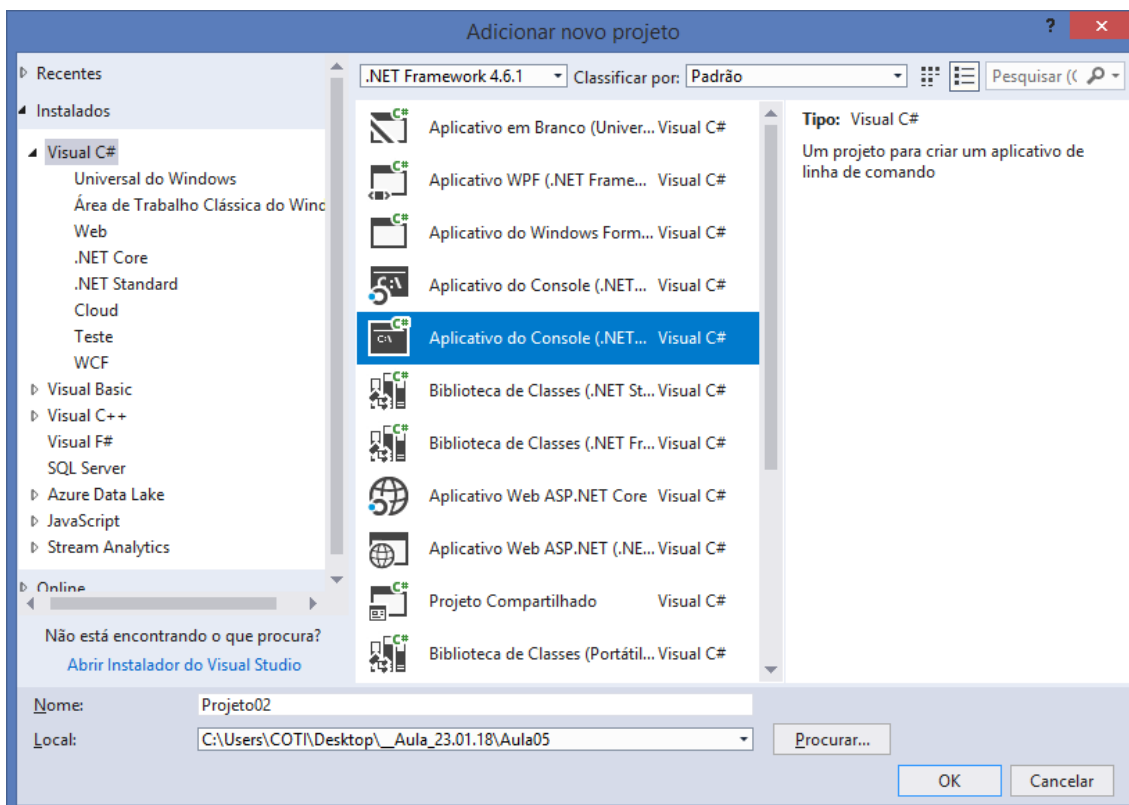 Adicionar novo projeto
?
Recentes
Instalados
Visual C#
Universal do Windows
Área de Trabalho Clássica do Wind
Web
.NET Core
.NET Standard
Cloud
Teste
WCF
Visual Basic
Visual C++
Visual F#
SQL Server
Azure Data Lake
JavaScript
Stream Analytics
Online
Não está encontrando o que procura?
Abrir Instalador do Visual Studio
.NET Framework 4.6.1 Classificar por: Padrão
Pesquisar ((
Aplicativo em Branco (Univer... Visual C#
Aplicativo WPF (.NET Frame... Visual C#
Aplicativo do Windows Form... Visual C#
Aplicativo do Console (.NET... Visual C#
Aplicativo do Console (.NET... Visual C#
Biblioteca de Classes (.NET St... Visual C#
Biblioteca de Classes (.NET Fr... Visual C#
Aplicativo Web ASP.NET Core Visual C#
Aplicativo Web ASP.NET (.NE... Visual C#
Projeto Compartilhado Visual C#
Biblioteca de Classes (Portátil... Visual C#
Tipo: Visual C#
Um projeto para criar um aplicativo de
linha de comando
Nome: Projeto02
Local: C:\Users\COTI\Desktop\__Aula_23.01.18\Aula05
Procurar...
OK Cancelar